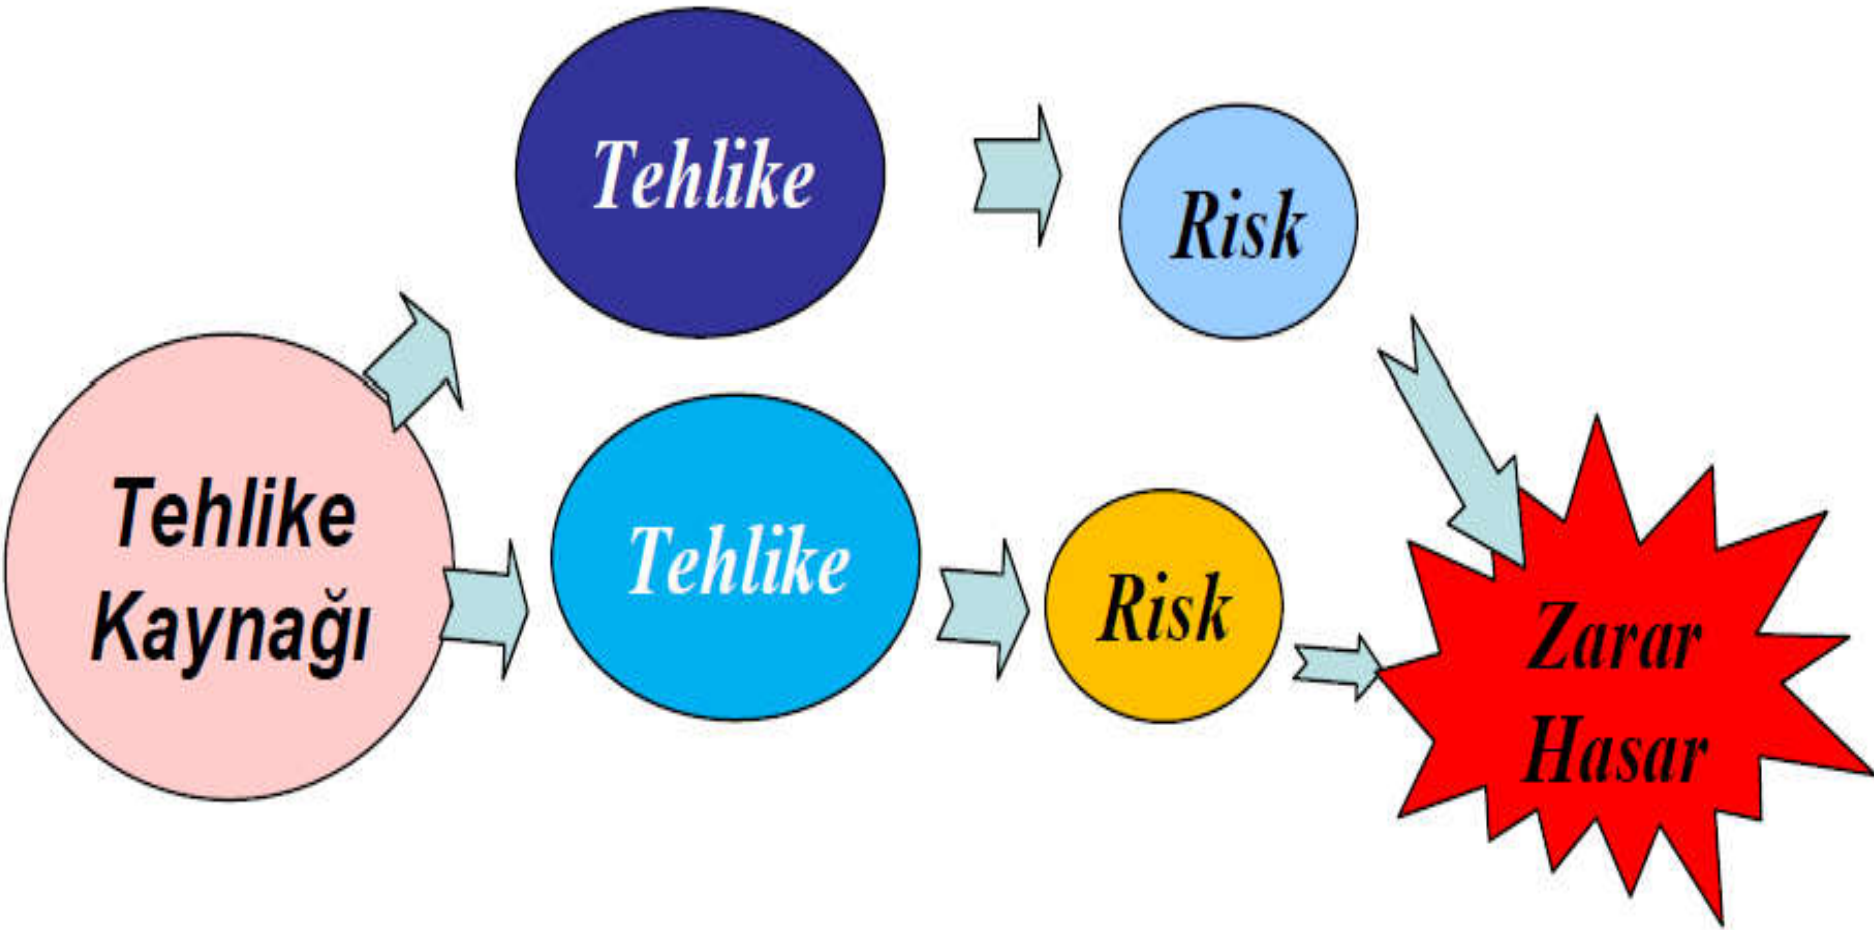 Tehlike
Risk
Tehlike
Kaynağı
Tehlike
Risk
Zarar
Hasar